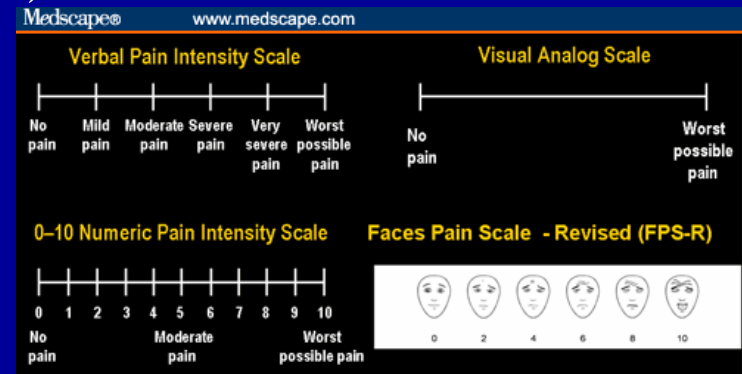 Medscape® www.medscape.com
Verbal Pain Intensity Scale
No Mild Moderate Severe Very Worst
pain pain pain pain severe possible
pain pain
Visual Analog Scale
No Worst
pain possible
pain
0–10 Numeric Pain Intensity Scale
0 1 2 3 4 5 6 7 8 9 10
No Moderate Worst
pain pain possible pain
Faces Pain Scale - Revised (FPS-R)
0 2 4 6 8 10